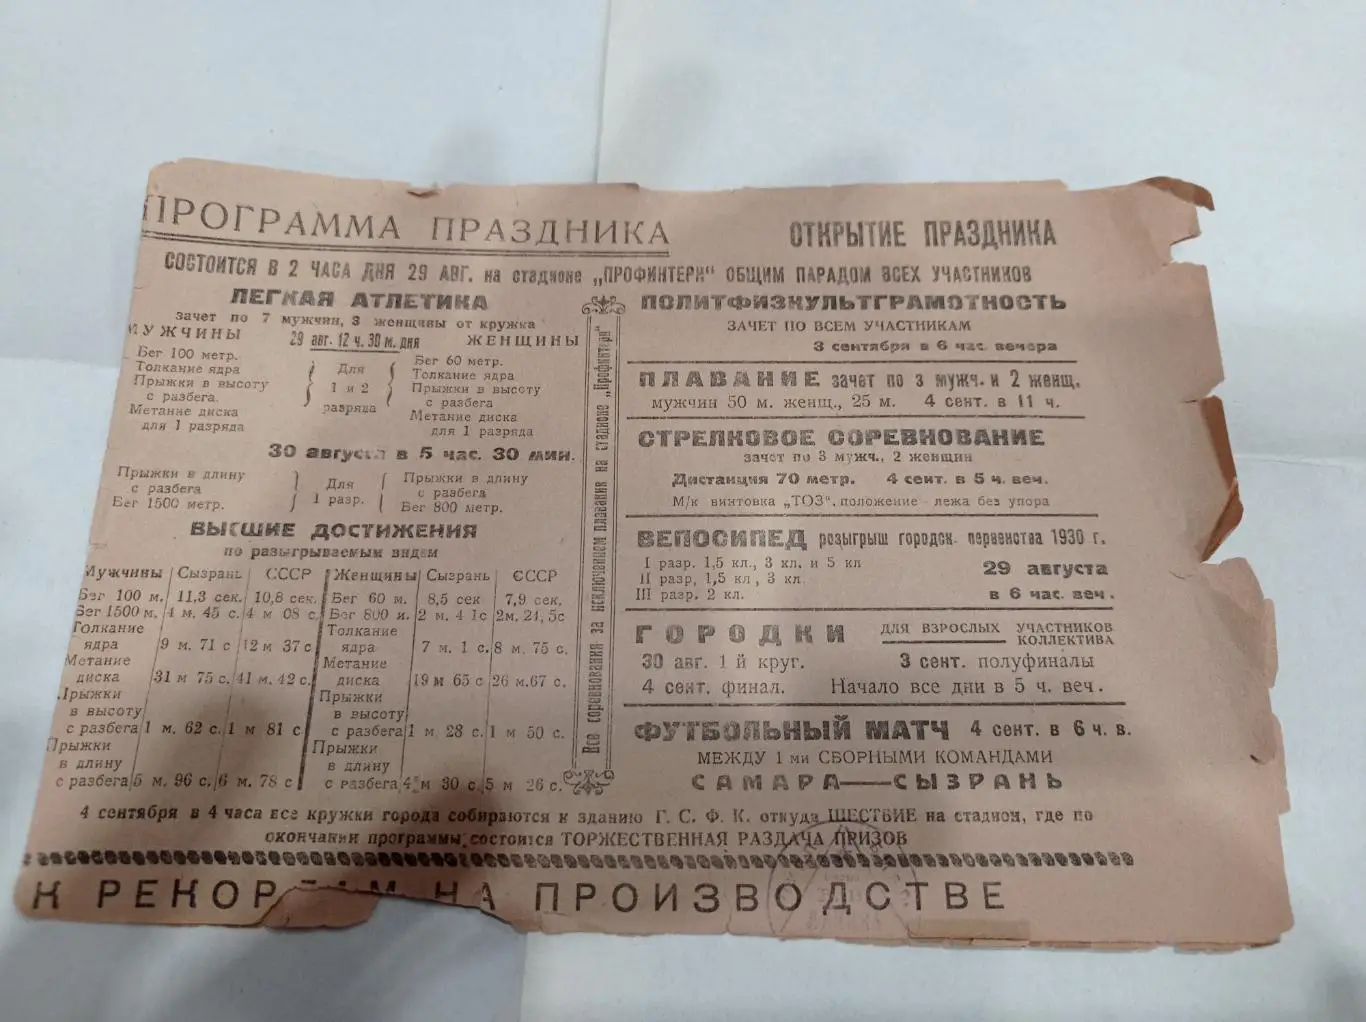 ПРОГРАММА ПРАЗДНИКА
ОТКРЫТИЕ ПРАЗДНИКА
СОСТОИТСЯ В 2 ЧАСА ДНЯ 29 АВГ. на стадионе „ПРОФИНТЕРН“ ОБЩИМ ПАРАДОМ ВСЕХ УЧАСТНИКОВ
ЛЕГКАЯ АТЛЕТИКА
зачет по 7 мужчин, 3 женщины от кружка
МУЖЧИНЫ 29 авг. 12 ч. 30 м. дня ЖЕНЩИНЫ
Бег 100 метр.
Толкание ядра
Прыжки в высоту
с разбега.
Метание диска
для 1 разряда
Для
1 и 2
разряда
Бег 60 метр.
Толкание ядра
Прыжки в высоту
с разбега
Метание диска
для 1 разряда
30 августа в 5 час. 30 мин.
Прыжки в длину
с разбега
Бег 1500 метр.
Для
1 разр.
Прыжки в длину
с разбега
Бег 800 метр.
ВЫСШИЕ ДОСТИЖЕНИЯ
по разыгрываемым видам
Мужчины Сызрань СССР Женщины Сызрань СССР
Бег 100 м. 11,3 сек. 10,8 сек. Бег 60 м. 8,5 сек 7,9 сек.
Бег 1500 м. 4 м. 45 с. 4 м 08 с. Бег 800 м. 2 м. 41с 2м. 21,5с
Толкание Толкание
ядра 9 м. 71 с 12 м 37 с ядра 7 м. 1 с. 8 м. 75 с.
Метание Метание
диска 31 м 75 с. 41 м. 42 с. диска 19 м 65 с 26 м.67 с.
Прыжки Прыжки
в высоту в высоту
с разбега 1 м. 62 с. 1 м 81 с с разбега 1 м 28 с. 1 м 50 с.
Прыжки Прыжки
в длину в длину
с разбега 5 м. 96 с. 6 м. 78 с с разбега 4 м 30 с. 5 м 26 с.
Все соревнования за исключением плавания на стадионе „Профинтерн“
ПОЛИТФИЗКУЛЬТГРАМОТНОСТЬ
ЗАЧЕТ ПО ВСЕМ УЧАСТНИКАМ
3 сентября в 6 час. вечера
ПЛАВАНИЕ зачет по 3 мужч. и 2 женщ.
мужчин 50 м. женщ., 25 м. 4 сент. в 11 ч.
СТРЕЛКОВОЕ СОРЕВНОВАНИЕ
зачет по 3 мужч., 2 женщин
Дистанция 70 метр. 4 сент. в 5 ч. веч.
М/к винтовка „ТОЗ“, положение - лежа без упора
ВЕЛОСИПЕД розыгрыш городск. первенства 1930 г.
I разр. 1,5 кл., 3 кл. и 5 кл
II разр, 1,5 кл, 3 кл.
III разр. 2 кл.
29 августа
в 6 час. веч.
ГОРОДКИ ДЛЯ ВЗРОСЛЫХ УЧАСТНИКОВ
КОЛЛЕКТИВА
30 авг. 1 й круг. 3 сент. полуфиналы
4 сент. финал. Начало все дни в 5 ч. веч.
ФУТБОЛЬНЫЙ МАТЧ 4 сент. в 6 ч. в.
МЕЖДУ 1 ми СБОРНЫМИ КОМАНДАМИ
САМАРА—СЫЗРАНЬ
4 сентября в 4 часа все кружки города собираются к зданию Г. С. Ф. К. откуда ШЕСТВИЕ на стадион, где по
окончании программы состоится ТОРЖЕСТВЕННАЯ РАЗДАЧА ПРИЗОВ
К РЕКОРДАМ НА ПРОИЗВОДСТВЕ